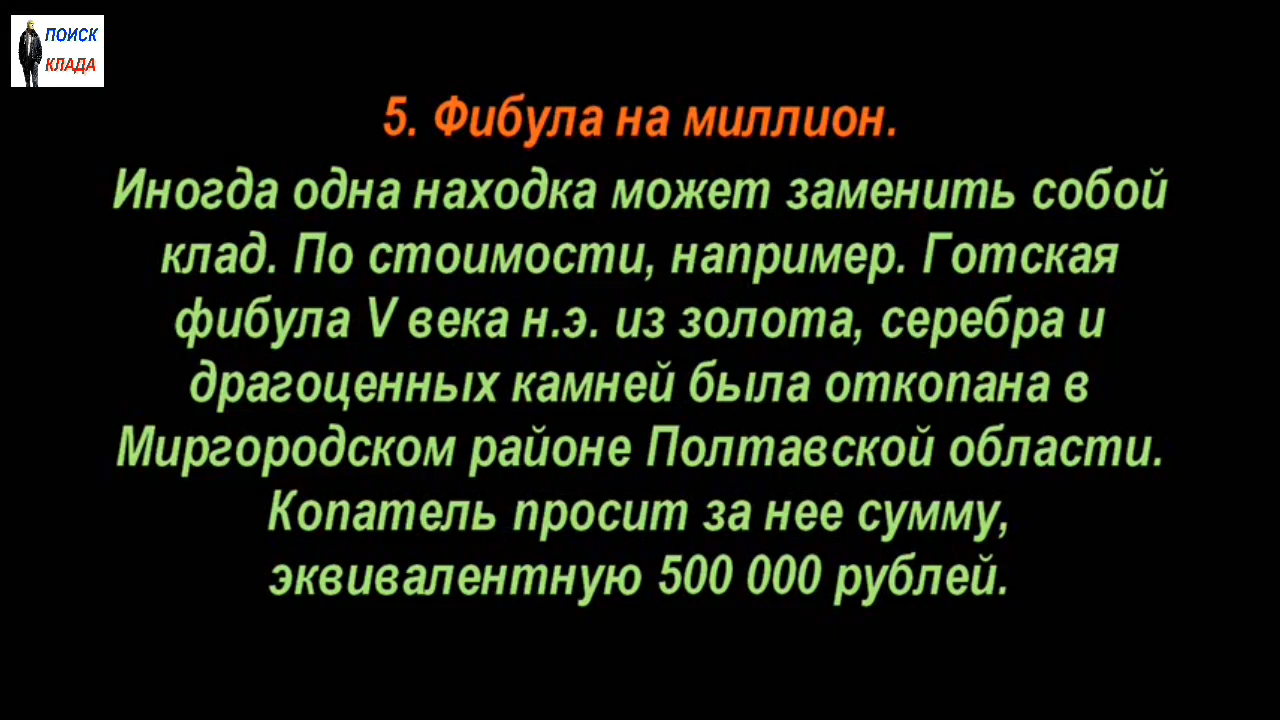 ПОИСК
КЛАДА
5. Фибула на миллион.
Иногда одна находка может заменить собой
клад. По стоимости, например. Готская
фибула V века н.э. из золота, серебра и
драгоценных камней была откопана в
Миргородском районе Полтавской области.
Копатель просит за нее сумму,
эквивалентную 500 000 рублей.